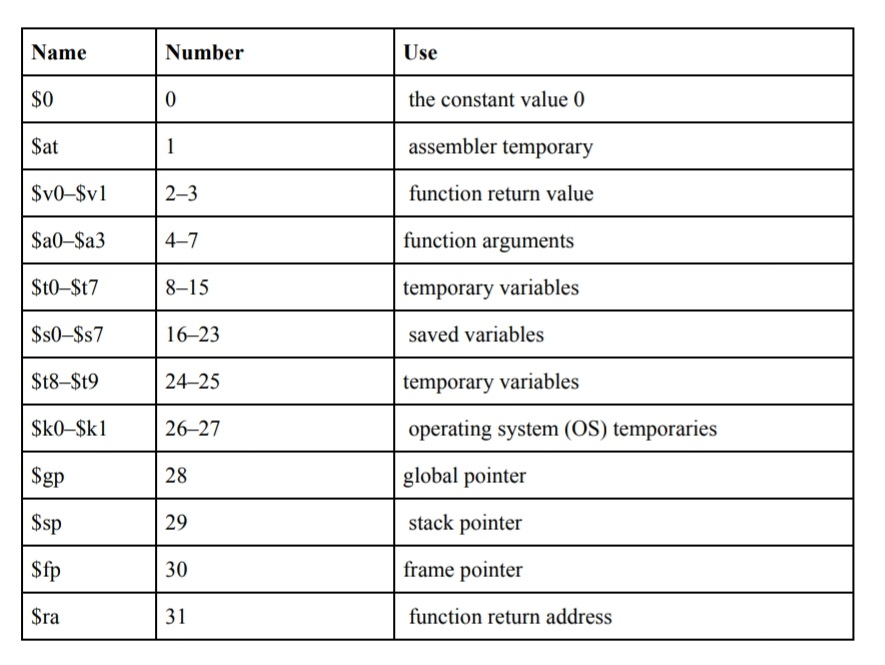 Name Number Use
$0 0 the constant value 0
$at 1 assembler temporary
$v0–$v1 2–3 function return value
$a0–$a3 4–7 function arguments
$t0–$t7 8–15 temporary variables
$s0–$s7 16–23 saved variables
$t8–$t9 24–25 temporary variables
$k0–$k1 26–27 operating system (OS) temporaries
$gp 28 global pointer
$sp 29 stack pointer
$fp 30 frame pointer
$ra 31 function return address